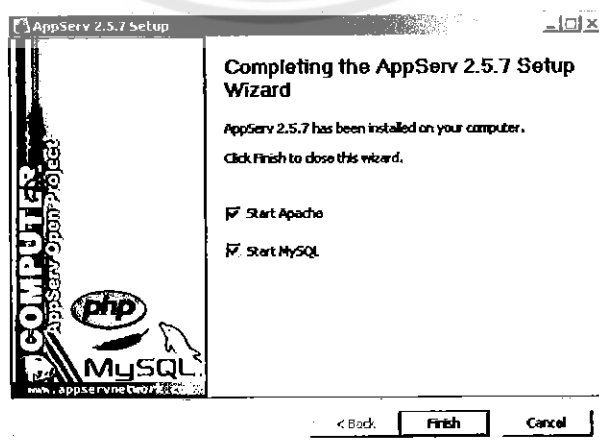 AppServ 2.5.7 Setup
Completing the AppServ 2.5.7 Setup
Wizard
AppServ 2.5.7 has been installed on your computer.
Click Finish to close this wizard.
Start Apache
Start MySQL
COMPUTER
AppServ Open Project
php
MySQL
www.appservnetwork
< Back
Finish
Cancel